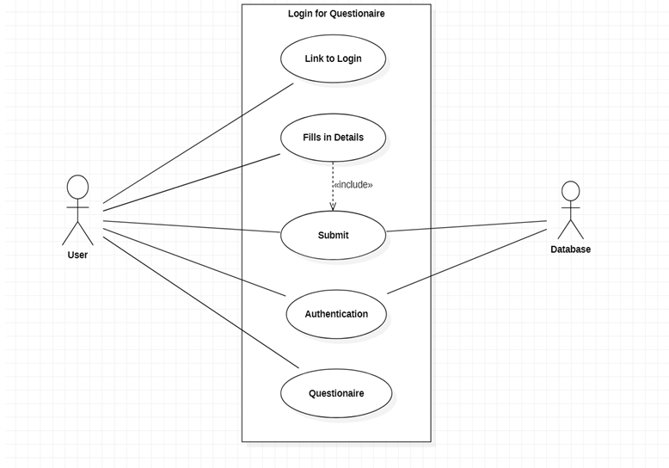 Login for Questionaire
Link to Login
Fills in Details
«include»
Submit
Authentication
Questionaire
User
Database